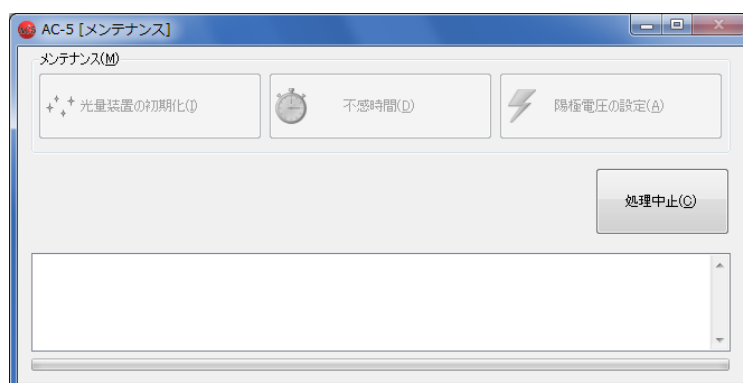 AC-5 [メンテナンス]
メンテナンス(M)
光量装置の初期化(I)
不感時間(D)
陽極電圧の設定(A)
処理中止(C)